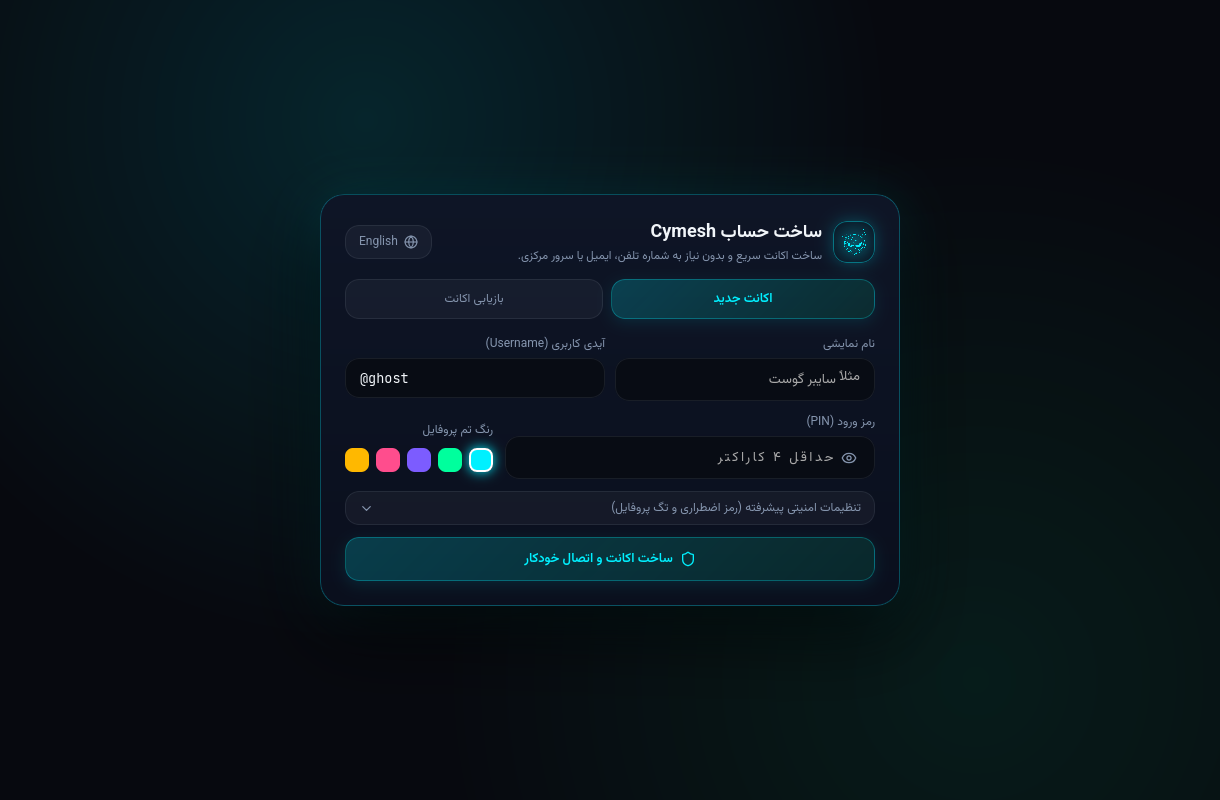 ساخت حساب Cymesh
ساخت اکانت سریع و بدون نیاز به شماره تلفن، ایمیل یا سرور مرکزی.
English
اکانت جدید
بازیابی اکانت
نام نمایشی
مثلاً سایبر گوست
آیدی کاربری (Username)
@ghost
رمز ورود (PIN)
حداقل ۴ کاراکتر
رنگ تم پروفایل
تنظیمات امنیتی پیشرفته (رمز اضطراری و تگ پروفایل)
ساخت اکانت و اتصال خودکار